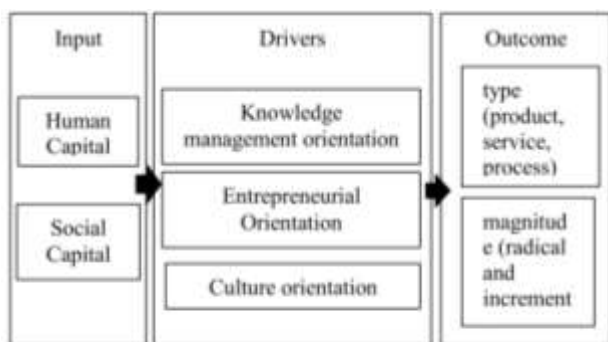 Input
Human
Capital
Social
Capital
Drivers
Knowledge
management orientation
Entrepreneurial
Orientation
Culture orientation
Outcome
type
(product,
service,
process)
magnitud
e (radical
and
increment